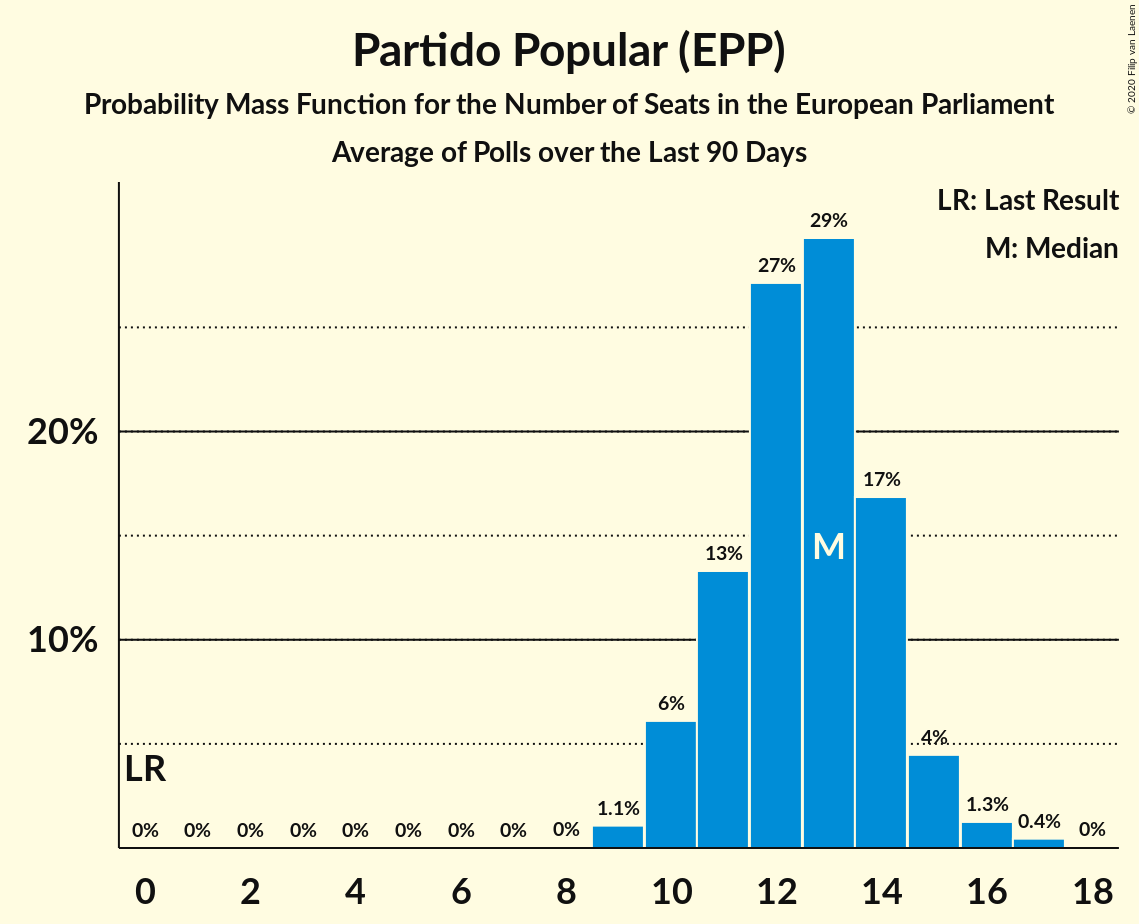 Partido Popular (EPP)
Probability Mass Function for the Number of Seats in the European Parliament
Average of Polls over the Last 90 Days
© 2020 Filip van Laenen
LR: Last Result
M: Median
29%
27%
20%
17%
13%
M
10%
6%
4%
LR
0% 0% 0% 0% 0% 0% 0% 0% 0% 1.1% 1.3% 0.4% 0%
0 2 4 6 8 10 12 14 16 18